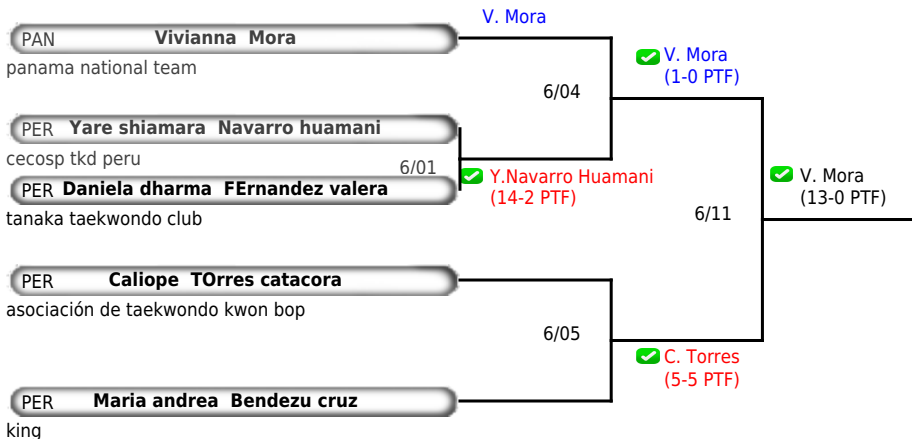 V. Mora
PAN Vivianna Mora
panama national team
V. Mora
(1-0 PTF)
6/04
PER Yare shiamara Navarro huamani
cecosp tkd peru
6/01
Y.Navarro Huamani
(14-2 PTF)
PER Daniela dharma FErnandez valera
tanaka taekwondo club
V. Mora
(13-0 PTF)
6/11
PER Caliope TOrres catacora
asociación de taekwondo kwon bop
6/05
C. Torres
(5-5 PTF)
PER Maria andrea Bendezu cruz
king